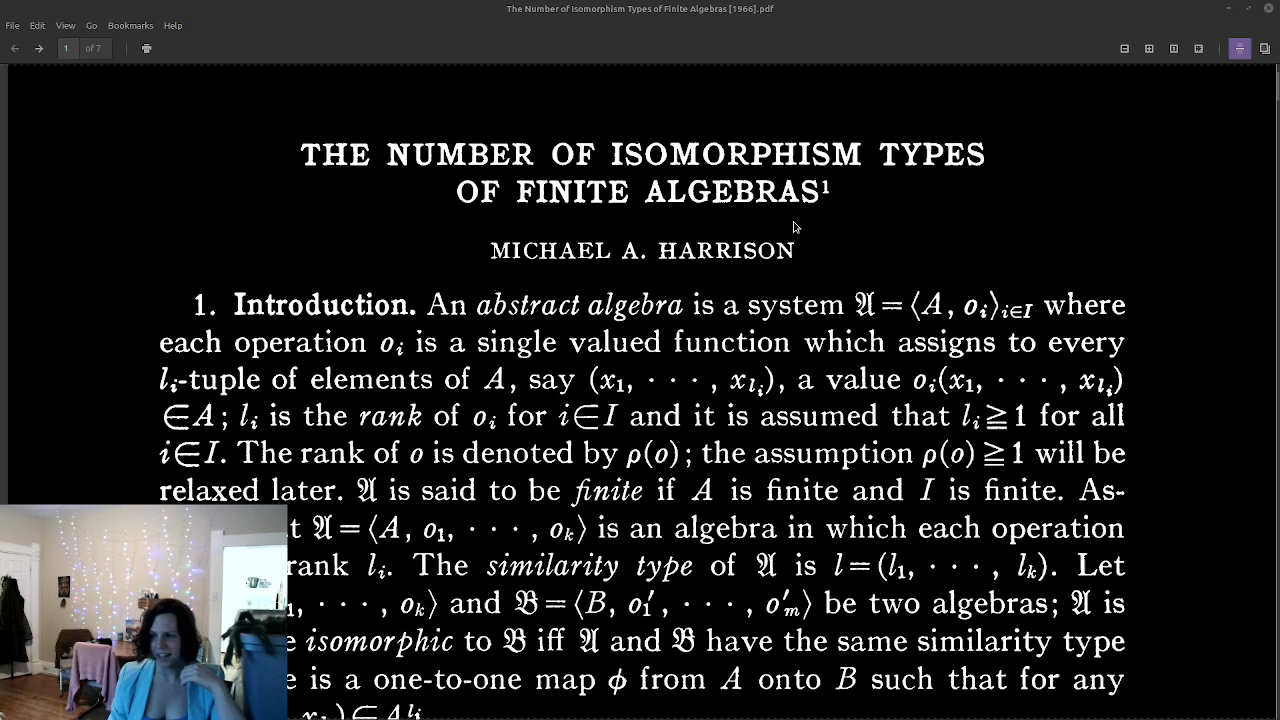 The Number of Isomorphism Types of Finite Algebras [1966].pdf
File Edit View Go Bookmarks Help
1 of 7
THE NUMBER OF ISOMORPHISM TYPES
OF FINITE ALGEBRAS¹
MICHAEL A. HARRISON
1. Introduction. An abstract algebra is a system 𝔄=⟨A, oᵢ⟩ᵢ∈I where
each operation oᵢ is a single valued function which assigns to every
lᵢ-tuple of elements of A, say (x₁, · · · , x_{lᵢ}), a value oᵢ(x₁, · · · , x_{lᵢ})
∈A; lᵢ is the rank of oᵢ for i∈I and it is assumed that lᵢ≧1 for all
i∈I. The rank of o is denoted by ρ(o); the assumption ρ(o)≧1 will be
relaxed later. 𝔄 is said to be finite if A is finite and I is finite. As-
t 𝔄=⟨A, o₁, · · · , oₖ⟩ is an algebra in which each operation
rank lᵢ. The similarity type of 𝔄 is l=(l₁, · · · , lₖ). Let
₁, · · · , oₖ⟩ and 𝔅=⟨B, o₁′, · · · , o′ₘ⟩ be two algebras; 𝔄 is
e isomorphic to 𝔅 iff 𝔄 and 𝔅 have the same similarity type
e is a one-to-one map ϕ from A onto B such that for any